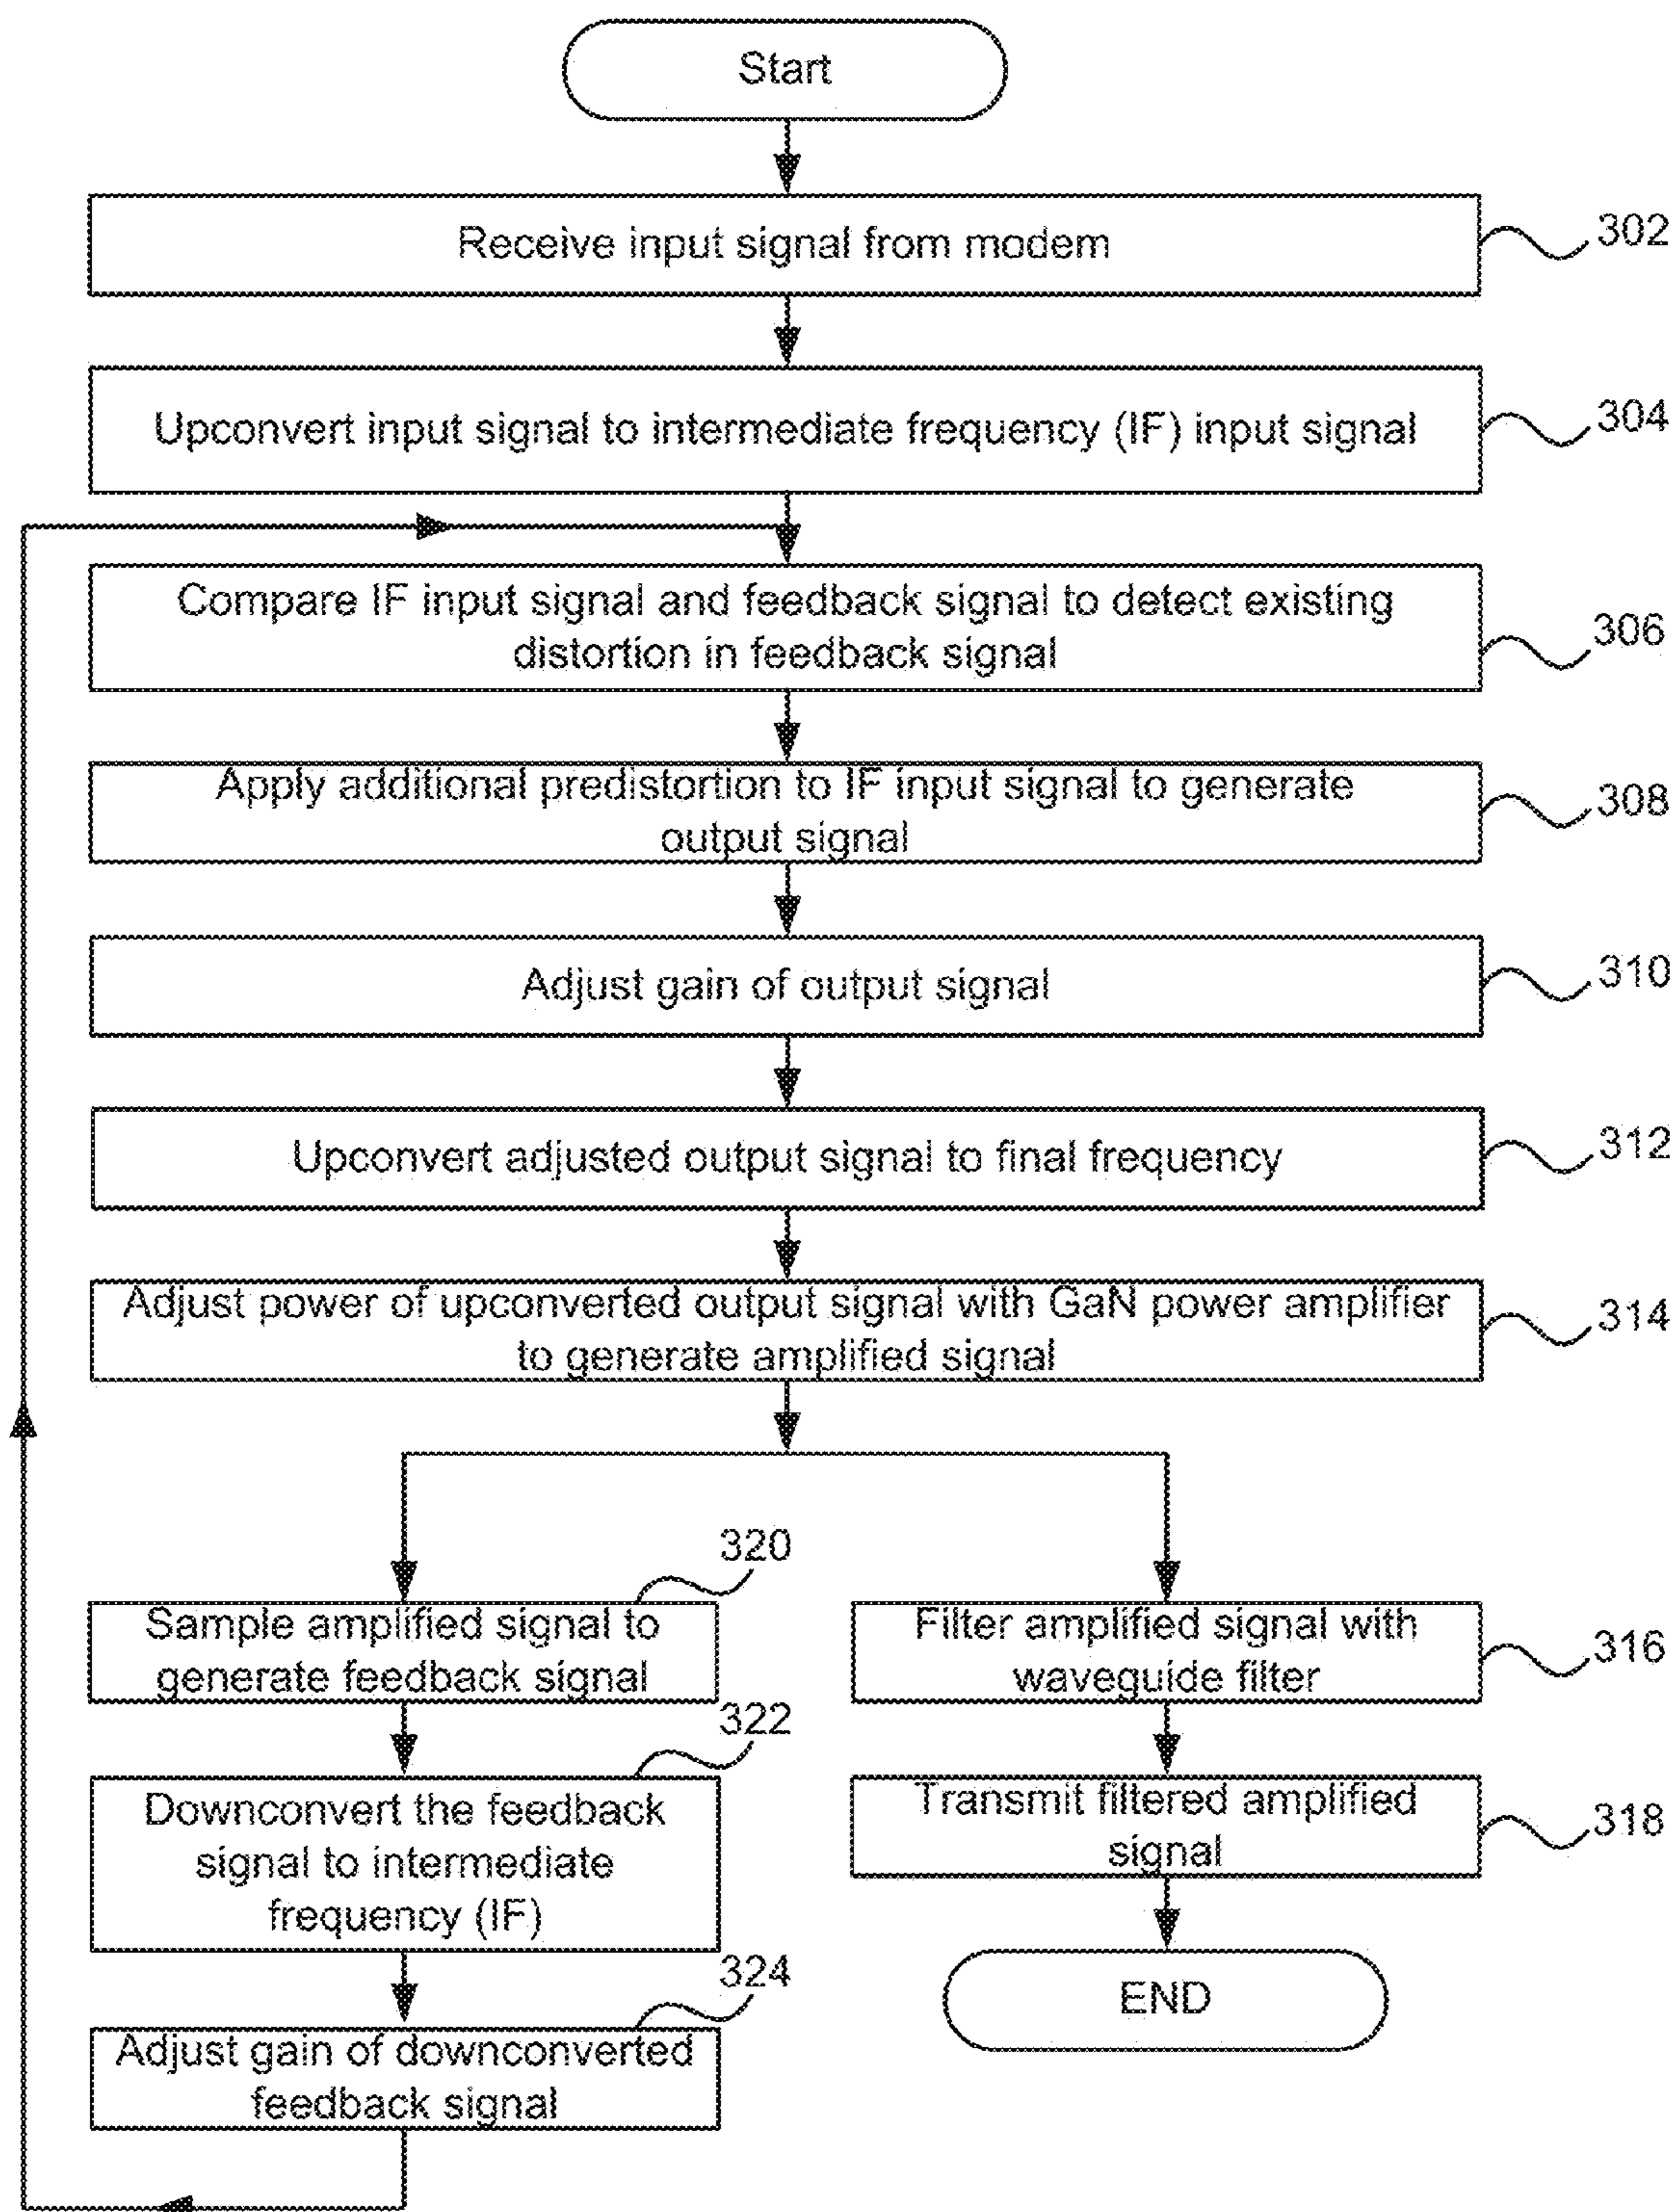 Start
Receive input signal from modem
302
Upconvert input signal to intermediate frequency (IF) input signal
304
Compare IF input signal and feedback signal to detect existing
distortion in feedback signal
306
Apply additional predistortion to IF input signal to generate
output signal
308
Adjust gain of output signal
310
Upconvert adjusted output signal to final frequency
312
Adjust power of upconverted output signal with GaN power amplifier
to generate amplified signal
314
320
Sample amplified signal to
generate feedback signal
322
Downconvert the feedback
signal to intermediate
frequency (IF)
324
Adjust gain of downconverted
feedback signal
Filter amplified signal with
waveguide filter
316
Transmit filtered amplified
signal
318
END